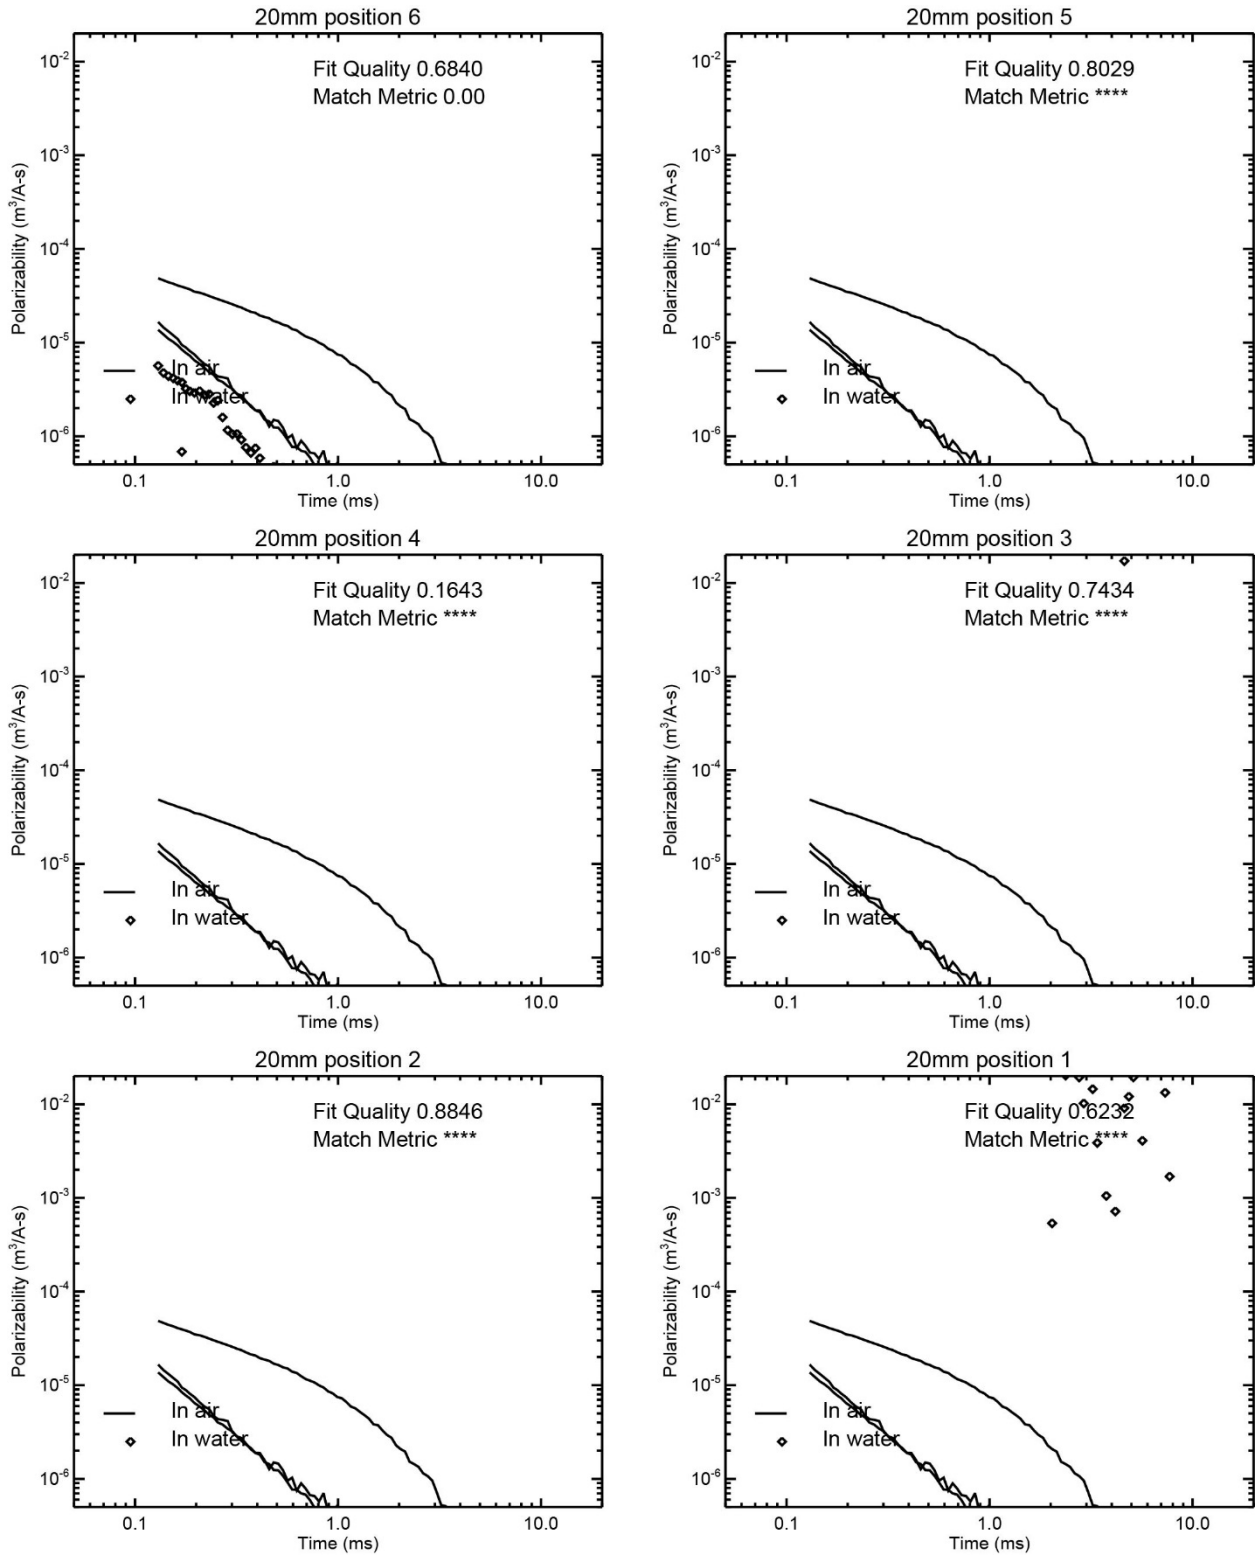 20mm position 6
Fit Quality 0.6840
Match Metric 0.00
10-2
10-3
10-4
10-5
10-6
Polarizability (m3/A-s)
In air
In water
0.1 1.0 10.0
Time (ms)
20mm position 5
Fit Quality 0.8029
Match Metric ****
10-2
10-3
10-4
10-5
10-6
Polarizability (m3/A-s)
In air
In water
0.1 1.0 10.0
Time (ms)
20mm position 4
Fit Quality 0.1643
Match Metric ****
10-2
10-3
10-4
10-5
10-6
Polarizability (m3/A-s)
In air
In water
0.1 1.0 10.0
Time (ms)
20mm position 3
Fit Quality 0.7434
Match Metric ****
10-2
10-3
10-4
10-5
10-6
Polarizability (m3/A-s)
In air
In water
0.1 1.0 10.0
Time (ms)
20mm position 2
Fit Quality 0.8846
Match Metric ****
10-2
10-3
10-4
10-5
10-6
Polarizability (m3/A-s)
In air
In water
0.1 1.0 10.0
Time (ms)
20mm position 1
Fit Quality 0.6232
Match Metric ****
10-2
10-3
10-4
10-5
10-6
Polarizability (m3/A-s)
In air
In water
0.1 1.0 10.0
Time (ms)